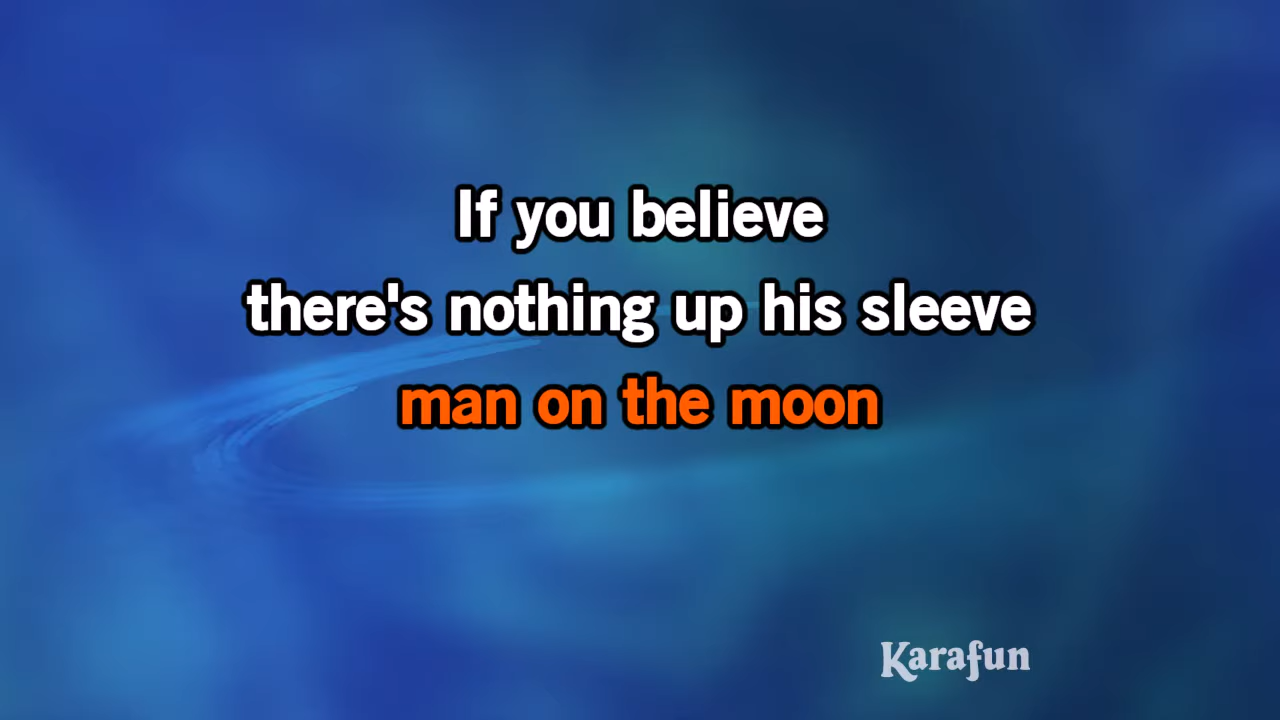 If you believe
there's nothing up his sleeve
man on the moon
Karafun